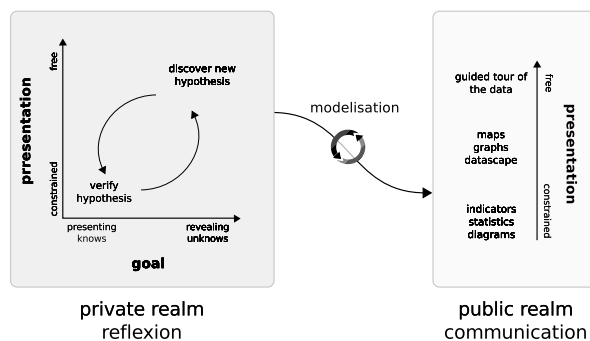 prresentation
free
constrained
discover new
hypothesis
verify
hypothesis
presenting
knows
revealing
unknows
goal
private realm
reflexion
modelisation
guided tour of
the data
maps
graphs
datascape
indicators
statistics
diagrams
free
constrained
presentation
public realm
communication